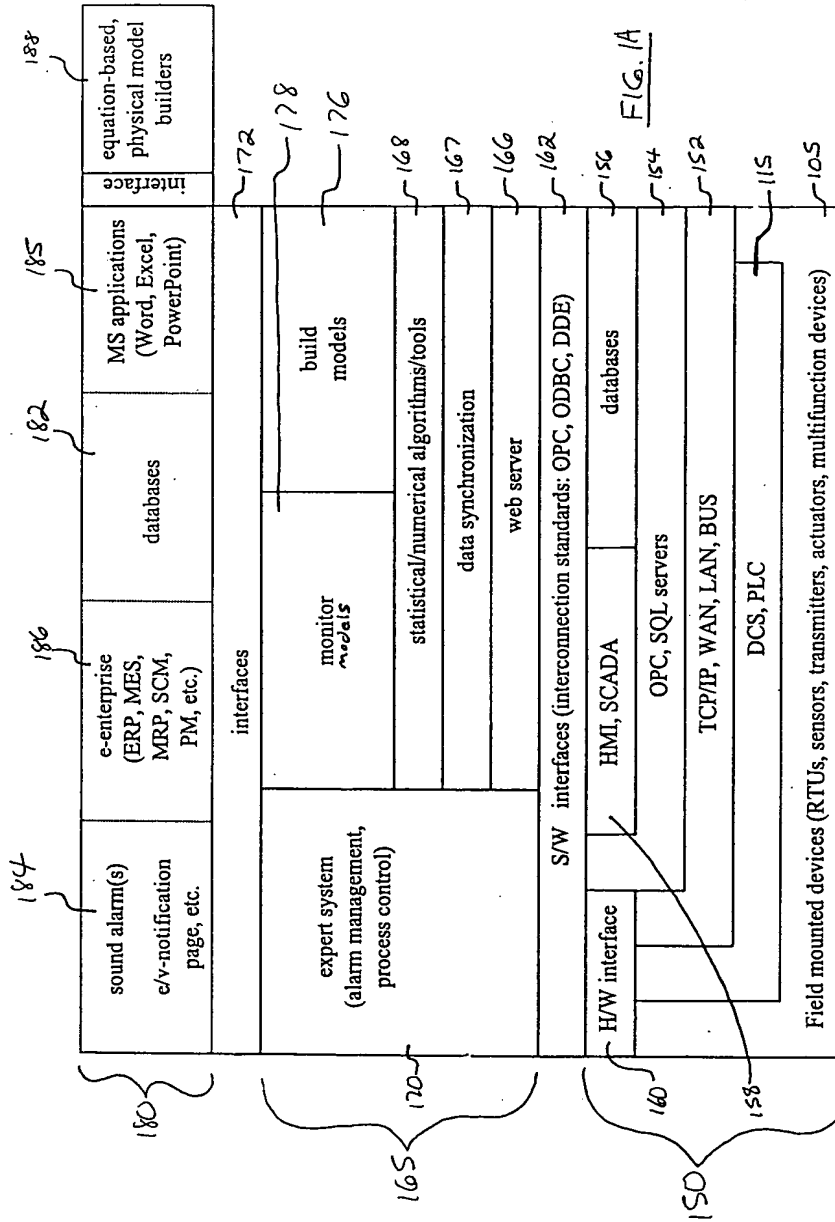 184
186
182
185
188
sound alarm(s)
e/v-notification
page, etc.
e-enterprise
(ERP, MES,
MRP, SCM,
PM, etc.)
databases
MS applications
(Word, Excel,
PowerPoint)
interface
equation-based,
physical model
builders
180
interfaces
172
178
165
170
expert system
(alarm management,
process control)
monitor
models
build
models
176
statistical/numerical algorithms/tools
168
data synchronization
167
web server
166
S/W interfaces (interconnection standards: OPC, ODBC, DDE)
162
FIG. 1A
150
160
H/W interface
158
HMI, SCADA
databases
156
OPC, SQL servers
154
TCP/IP, WAN, LAN, BUS
152
DCS, PLC
115
Field mounted devices (RTUs, sensors, transmitters, actuators, multifunction devices)
105